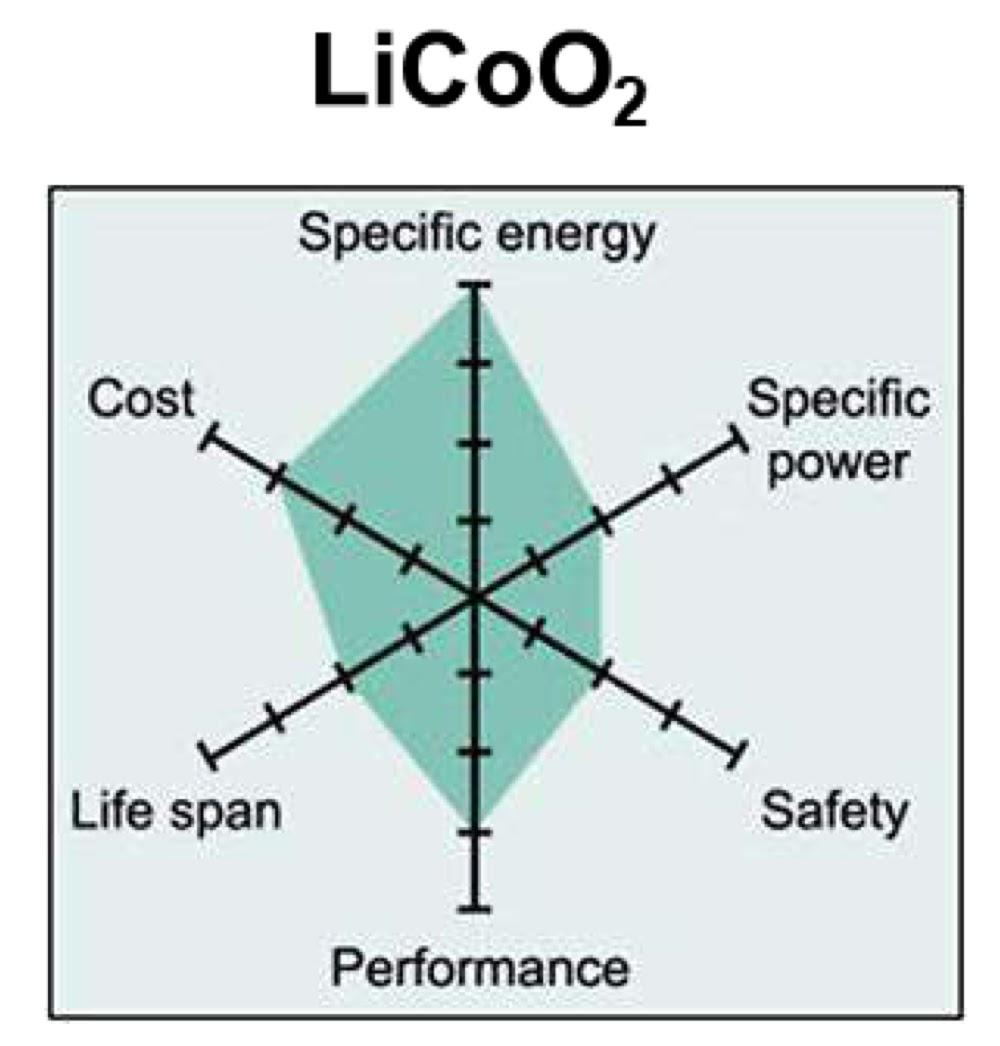 LiCoO₂
Specific energy
Cost
Specific
power
Life span
Safety
Performance